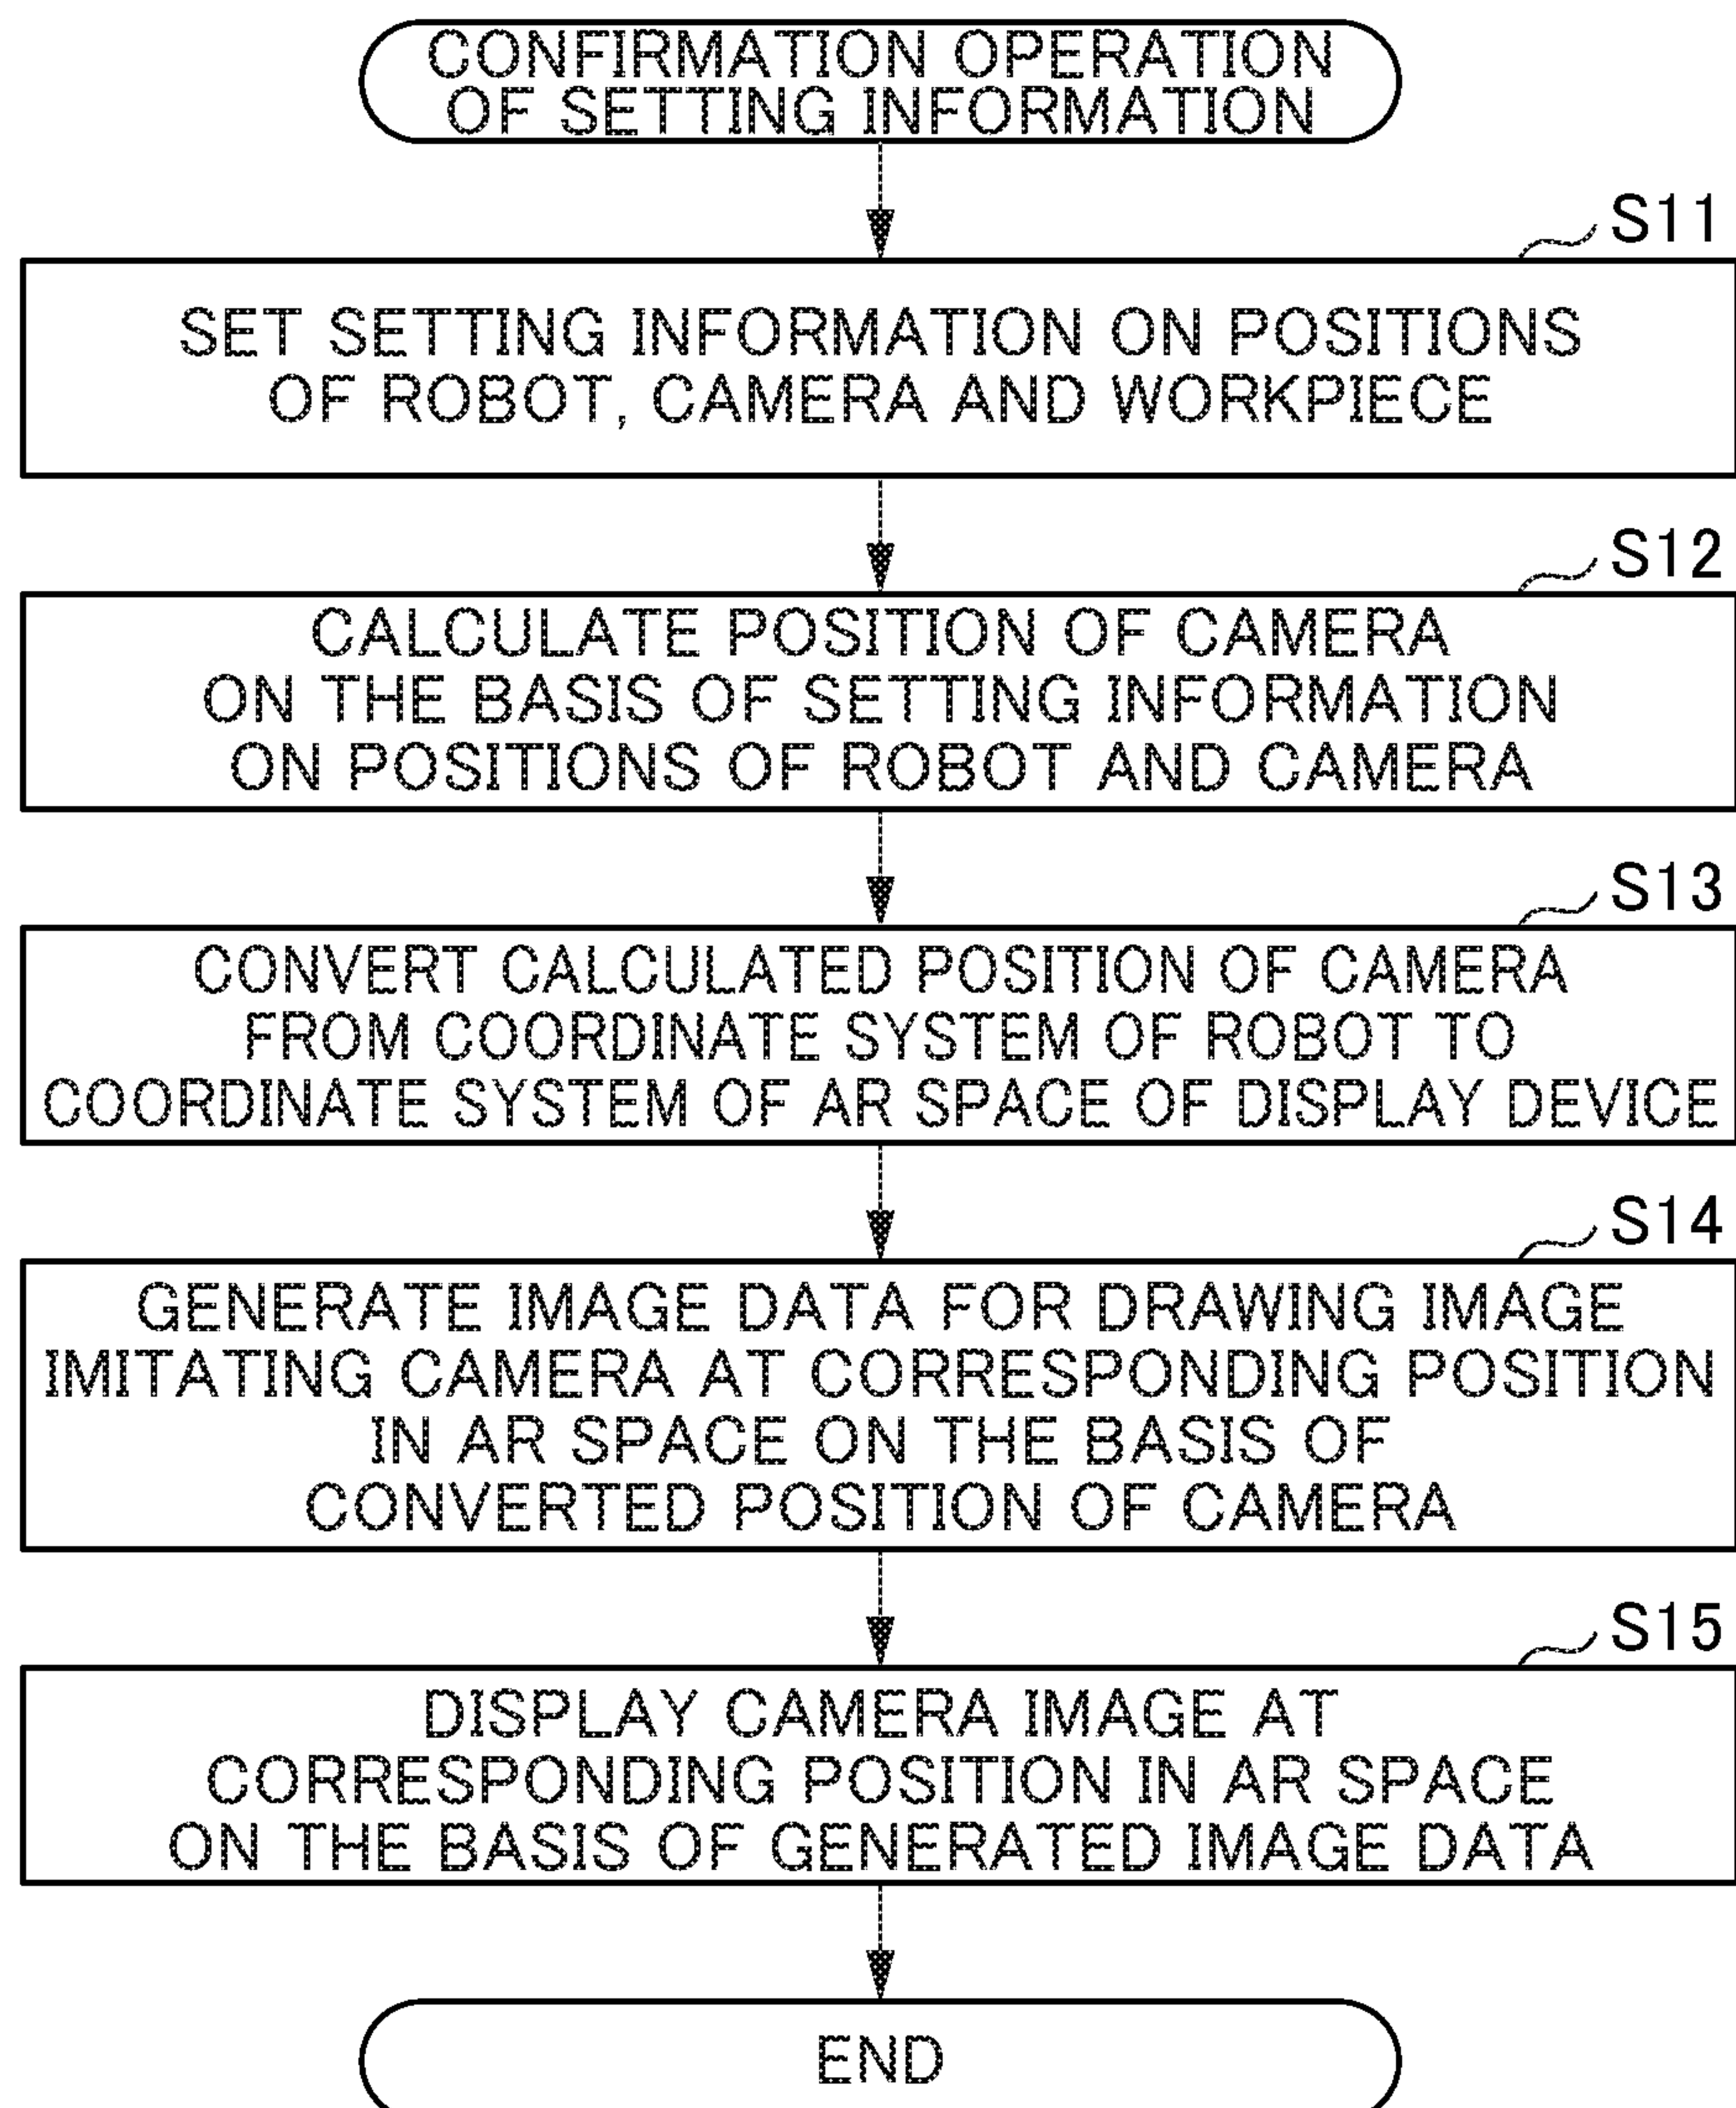 CONFIRMATION OPERATION
OF SETTING INFORMATION
S11
SET SETTING INFORMATION ON POSITIONS
OF ROBOT, CAMERA AND WORKPIECE
S12
CALCULATE POSITION OF CAMERA
ON THE BASIS OF SETTING INFORMATION
ON POSITIONS OF ROBOT AND CAMERA
S13
CONVERT CALCULATED POSITION OF CAMERA
FROM COORDINATE SYSTEM OF ROBOT TO
COORDINATE SYSTEM OF AR SPACE OF DISPLAY DEVICE
S14
GENERATE IMAGE DATA FOR DRAWING IMAGE
IMITATING CAMERA AT CORRESPONDING POSITION
IN AR SPACE ON THE BASIS OF
CONVERTED POSITION OF CAMERA
S15
DISPLAY CAMERA IMAGE AT
CORRESPONDING POSITION IN AR SPACE
ON THE BASIS OF GENERATED IMAGE DATA
END